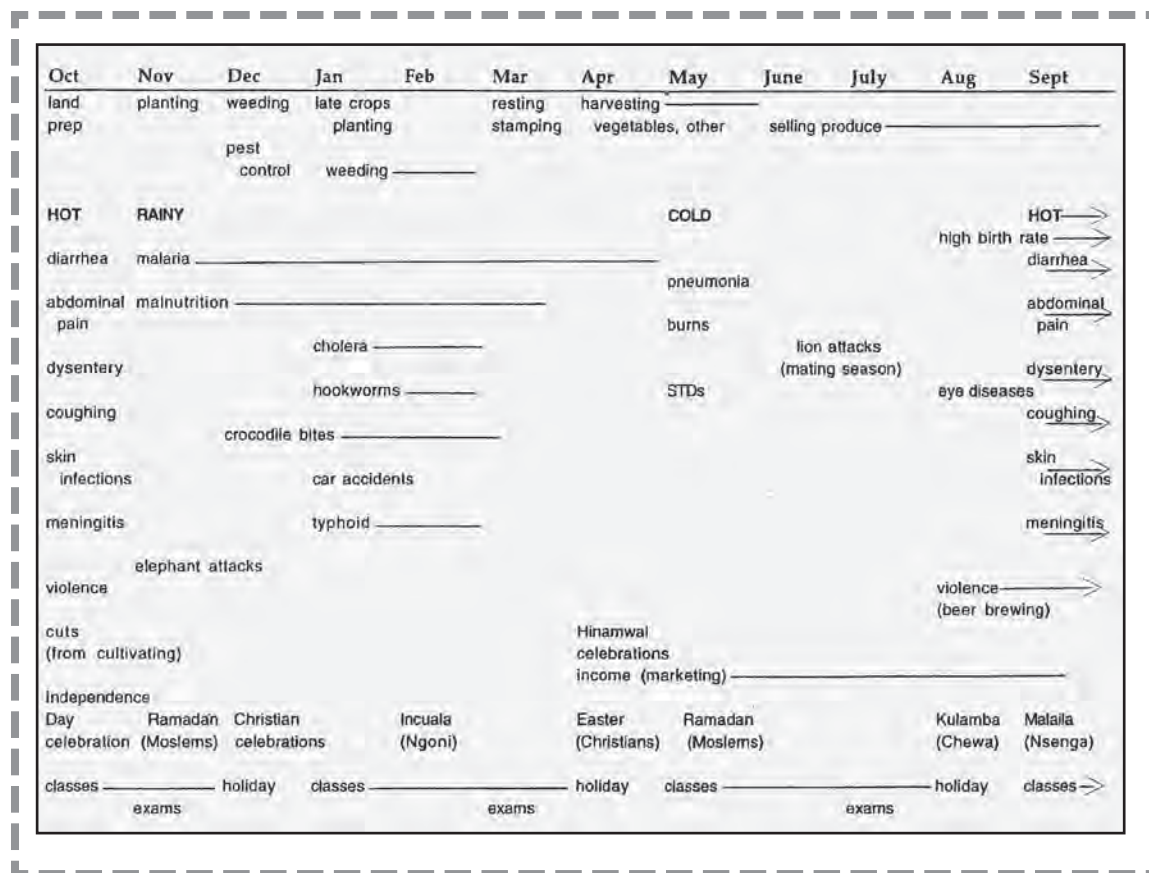 Oct Nov Dec Jan Feb Mar Apr May June July Aug Sept
land planting weeding late crops resting harvesting
prep planting stamping vegetables, other selling produce
pest
control weeding
HOT RAINY COLD HOT
high birth rate
diarrhea malaria diarrhea
pneumonia
abdominal malnutrition abdominal
pain burns pain
cholera lion attacks
dysentery (mating season) dysentery
hookworms STDs eye diseases
coughing coughing
crocodile bites
skin skin
infections car accidents infections
meningitis typhoid meningitis
elephant attacks
violence violence
(beer brewing)
cuts Hinamwai
(from cultivating) celebrations
income (marketing)
Independence
Day Ramadan Christian Incuala Easter Ramadan Kulamba Malaila
celebration (Moslems) celebrations (Ngoni) (Christians) (Moslems) (Chewa) (Nsenga)
classes holiday classes holiday classes holiday classes
exams exams exams